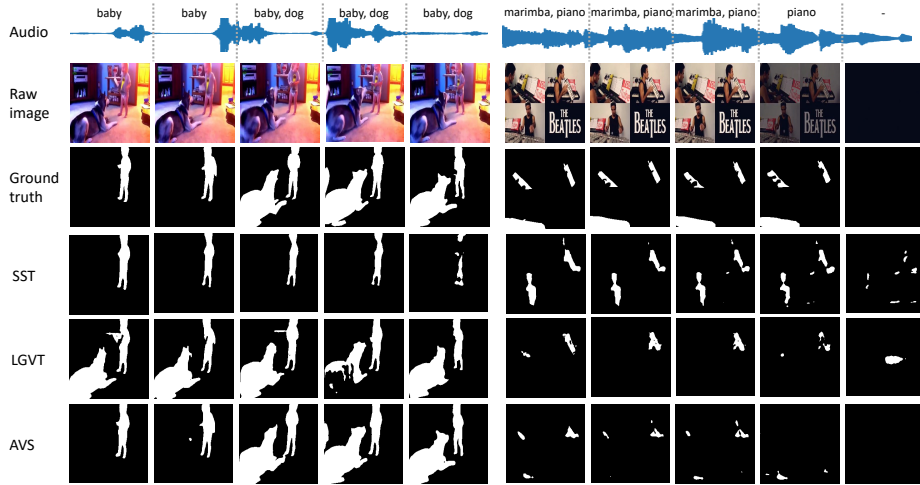 baby baby baby, dog baby, dog baby, dog marimba, piano marimba, piano marimba, piano piano -
Audio
Raw
image
THE THE THE THE
BEATLES BEATLES BEATLES BEATLES
Ground
truth
SST
LGVT
AVS